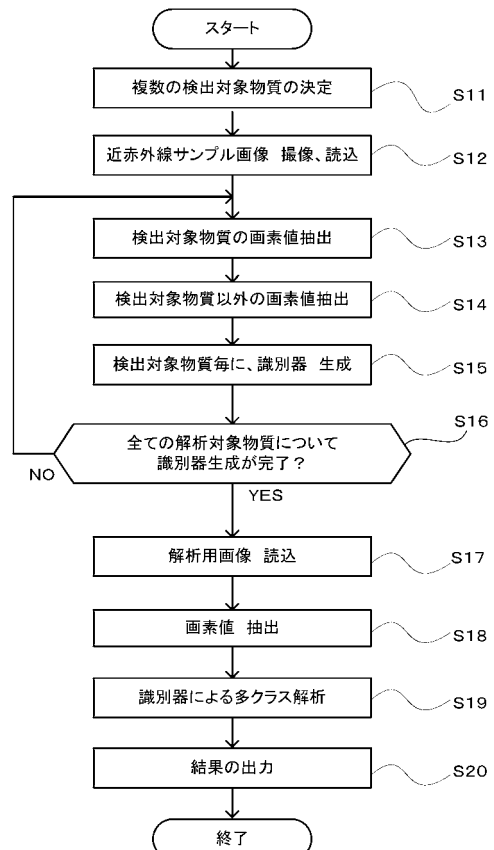 スタート
複数の検出対象物質の決定
S11
近赤外線サンプル画像 撮像、読込
S12
検出対象物質の画素値抽出
S13
検出対象物質以外の画素値抽出
S14
検出対象物質毎に、識別器 生成
S15
全ての解析対象物質について
識別器生成が完了?
S16
NO
YES
解析用画像 読込
S17
画素値 抽出
S18
識別器による多クラス解析
S19
結果の出力
S20
終了